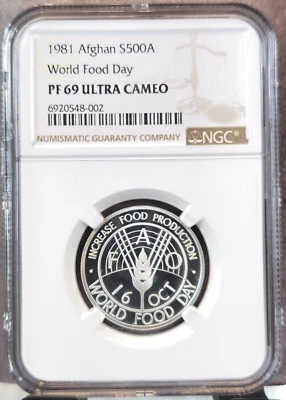 1981 Afghan S500A
World Food Day
PF 69 ULTRA CAMEO
6920548-002
NUMISMATIC GUARANTY COMPANY
NGC
• INCREASE FOOD PRODUCTION •
F A O
16 OCT
WORLD FOOD DAY